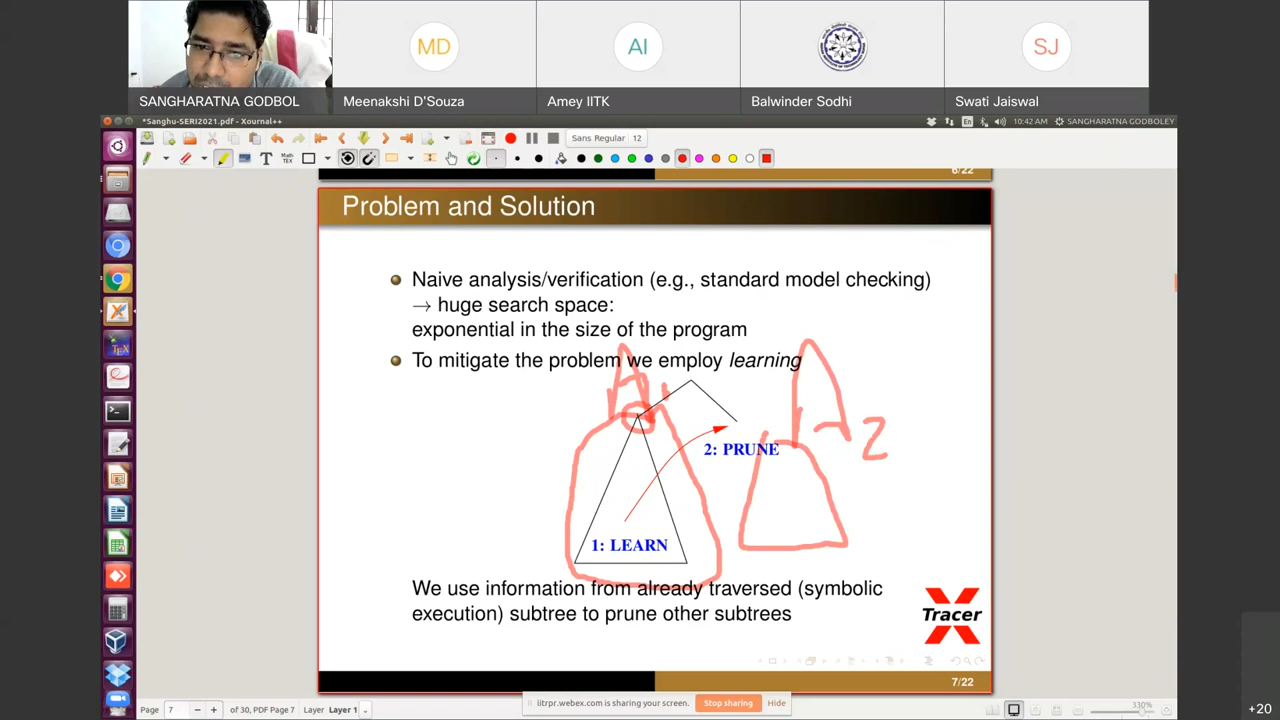 MD
AI
SJ
SANGHARATNA GODBOL
Meenakshi D'Souza
Amey IITK
Balwinder Sodhi
Swati Jaiswal
*Sanghu-SERI2021.pdf - Xournal++
En
10:42 AM
SANGHARATNA GODBOLEY
Sans Regular 12
6/22
Problem and Solution
Naive analysis/verification (e.g., standard model checking)
→ huge search space:
exponential in the size of the program
To mitigate the problem we employ learning
A1
A2
2: PRUNE
1: LEARN
We use information from already traversed (symbolic
execution) subtree to prune other subtrees
Tracer
X
7/22
Page 7 of 30, PDF Page 7 Layer Layer 1
330%
iitrpr.webex.com is sharing your screen. Stop sharing Hide
+20